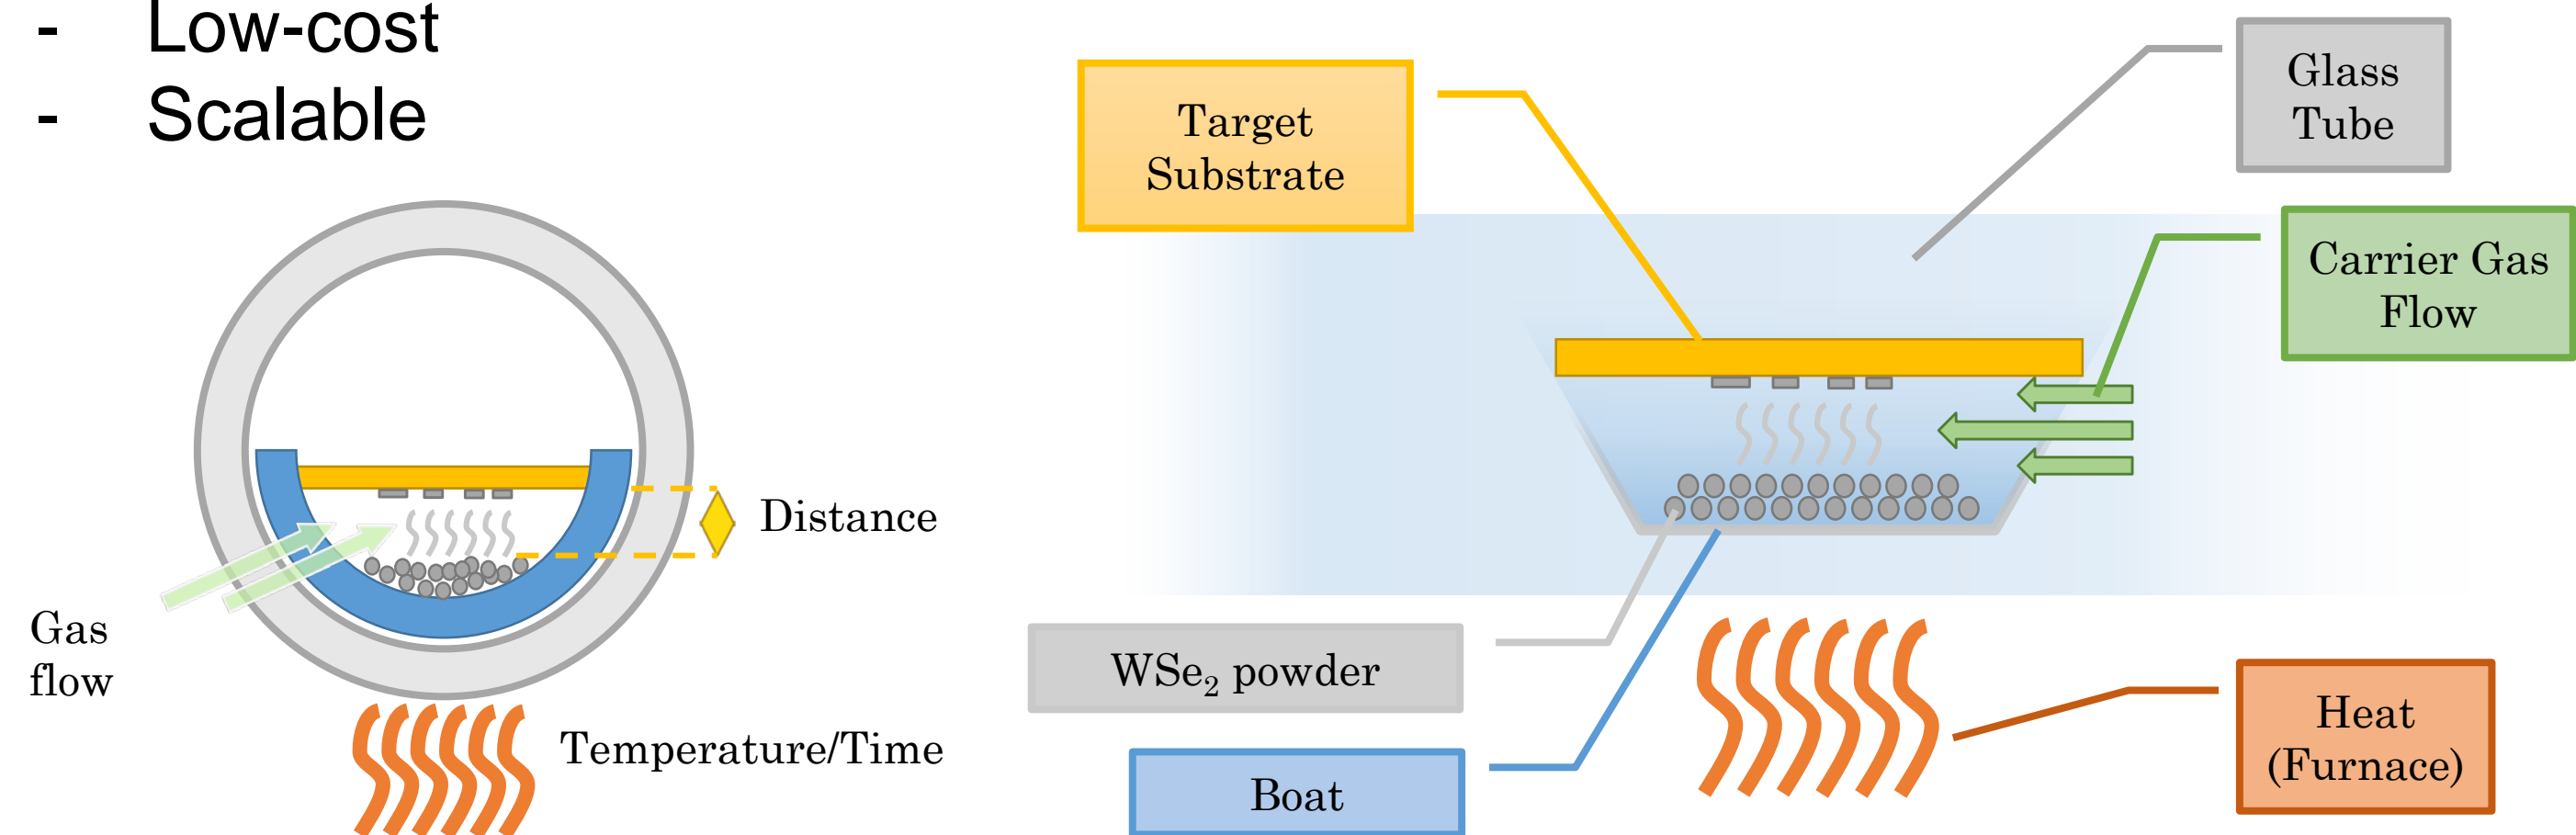 - Low-cost
- Scalable
Target
Substrate
Glass
Tube
Carrier Gas
Flow
Distance
Gas
flow
WSe₂ powder
Temperature/Time
Heat
(Furnace)
Boat